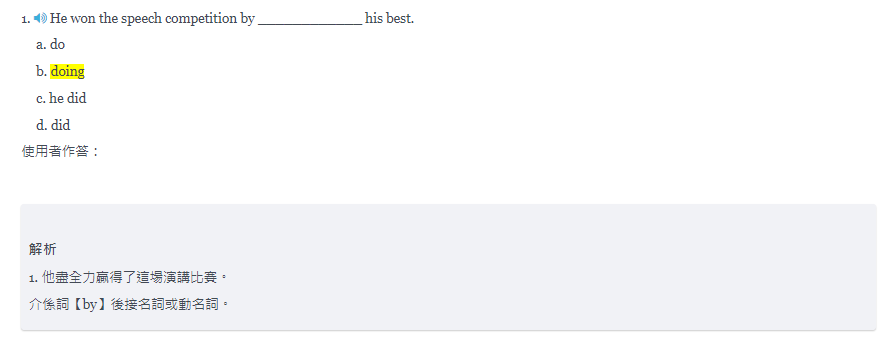 1. He won the speech competition by ______________ his best.
a. do
b. doing
c. he did
d. did
使用者作答：
解析
1. 他盡全力贏得了這場演講比賽。
介係詞【by】後接名詞或動名詞。